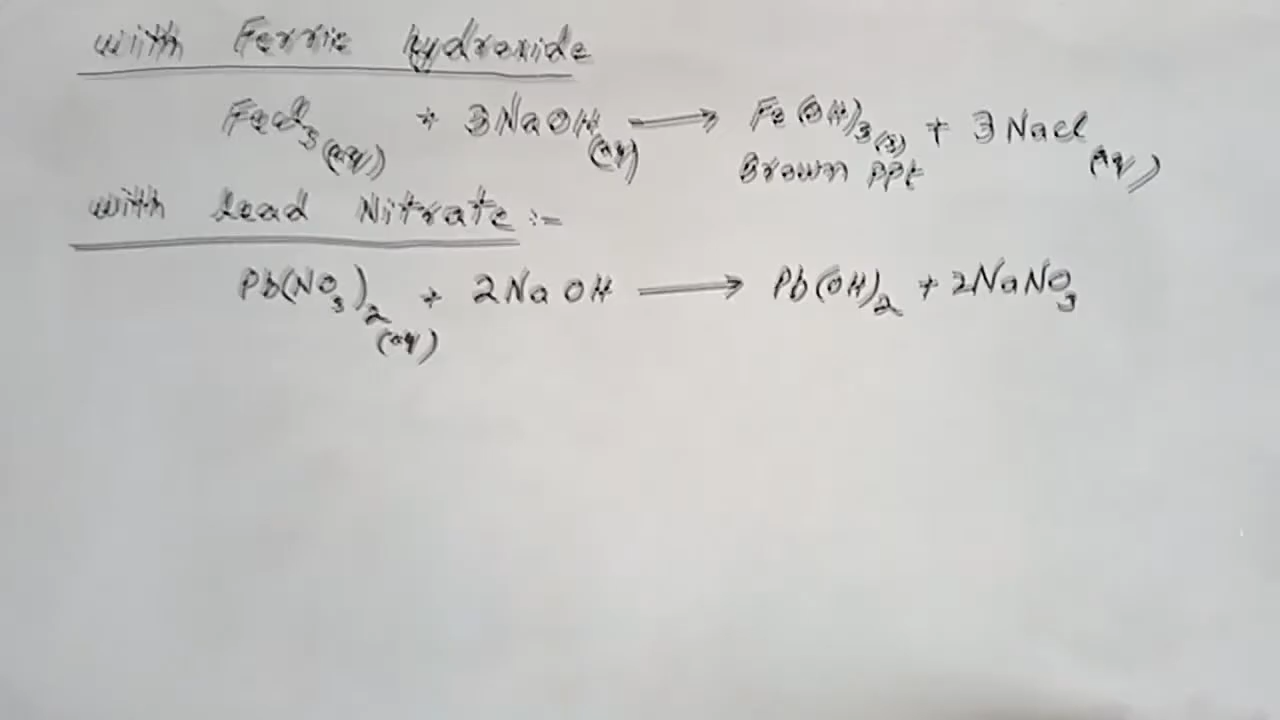 with Ferric hydroxide
FeCl3(aq) + 3NaOH(aq) → Fe(OH)3(s) + 3NaCl(aq)
Brown ppt
with lead Nitrate :-
Pb(NO3)2(aq) + 2NaOH → Pb(OH)2 + 2NaNO3